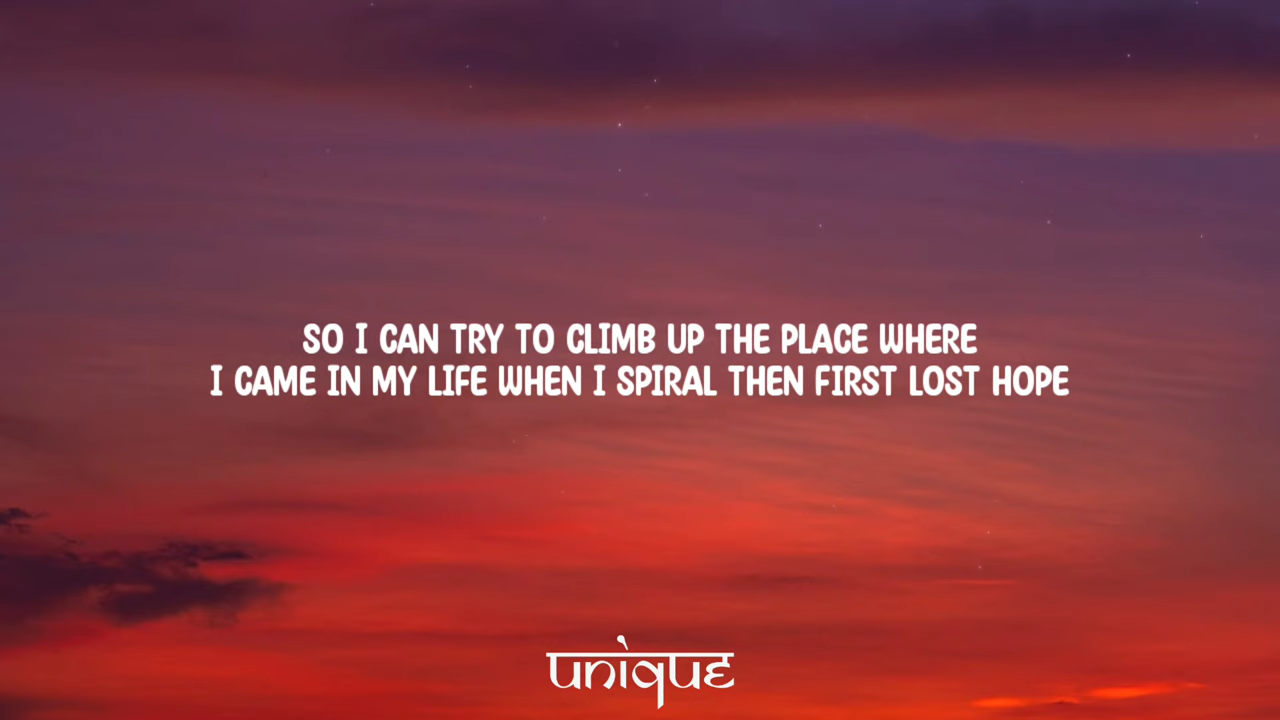 SO I CAN TRY TO CLIMB UP THE PLACE WHERE
I CAME IN MY LIFE WHEN I SPIRAL THEN FIRST LOST HOPE
unique